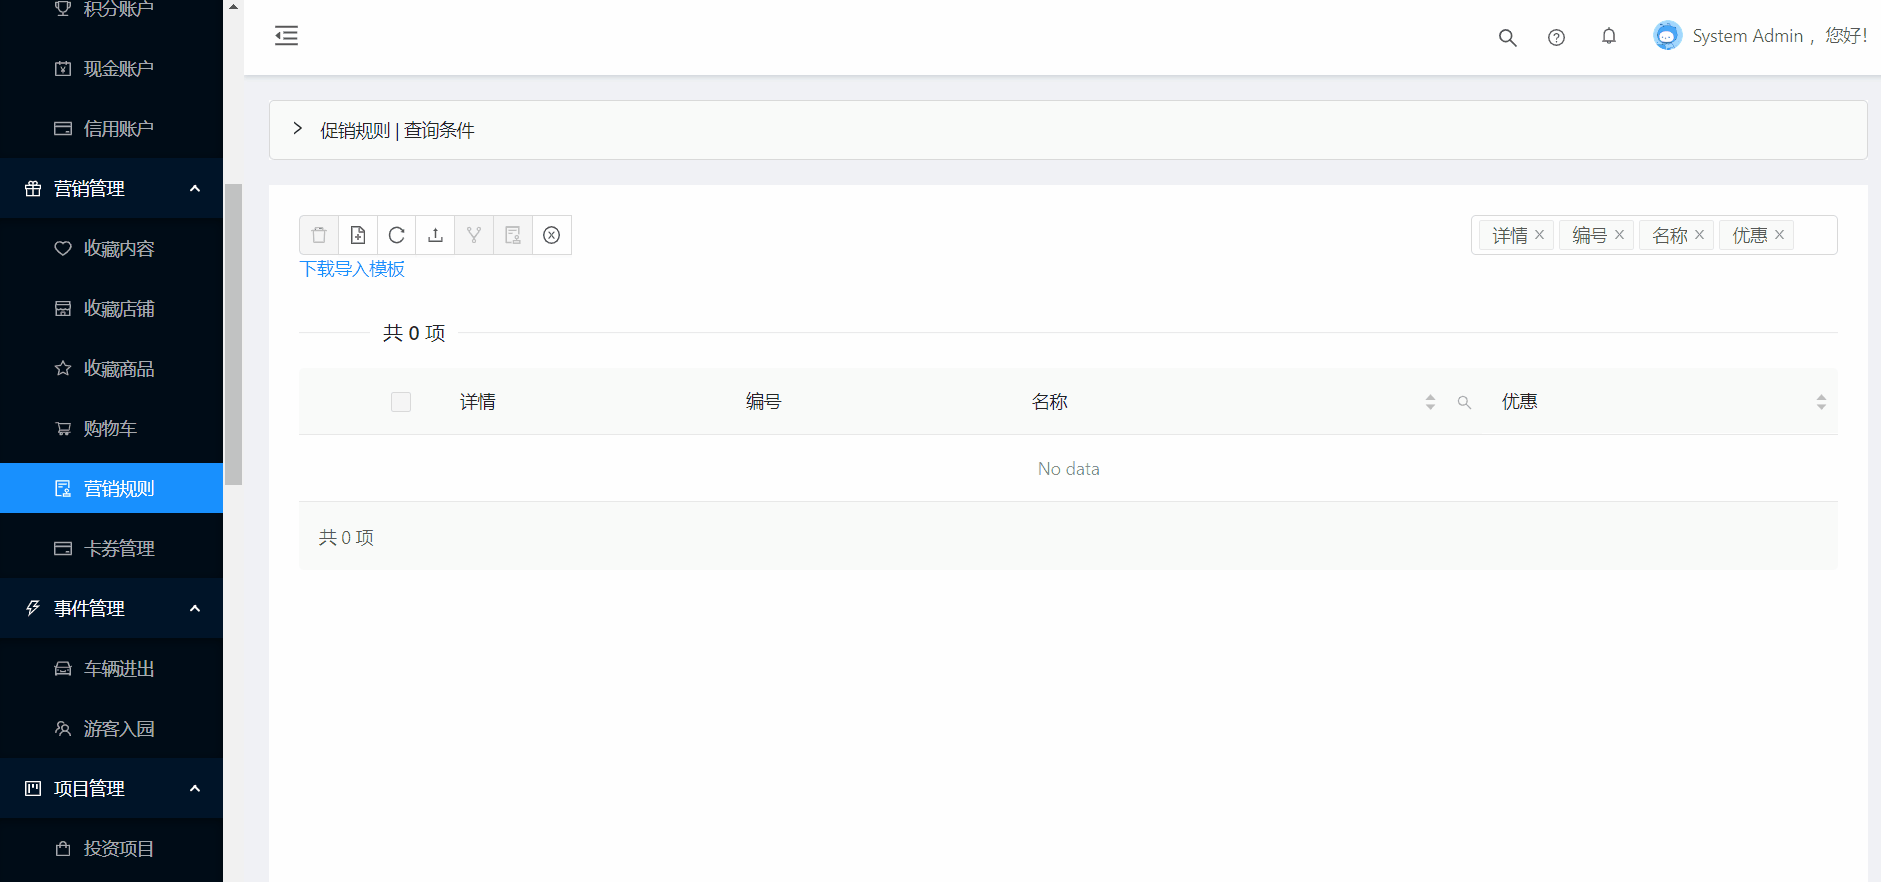 积分账户
现金账户
信用账户
营销管理
收藏内容
收藏店铺
收藏商品
购物车
营销规则
卡券管理
事件管理
车辆进出
游客入园
项目管理
投资项目
System Admin ，您好!
促销规则 | 查询条件
详情 编号 名称 优惠
下载导入模板
共 0 项
详情 编号 名称 优惠
No data
共 0 项